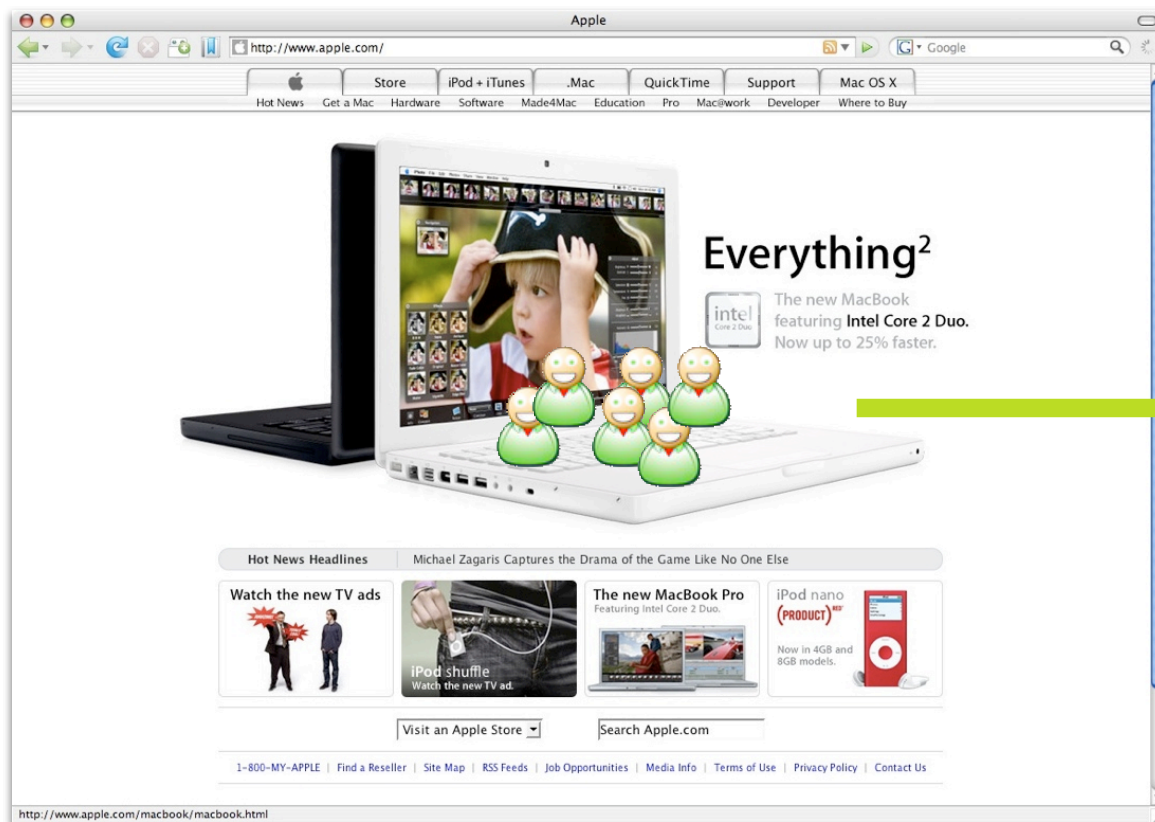 Apple
http://www.apple.com/
Google
Store
iPod + iTunes
.Mac
QuickTime
Support
Mac OS X
Hot News
Get a Mac
Hardware
Software
Made4Mac
Education
Pro
Mac@work
Developer
Where to Buy
Everything²
intel
Core 2 Duo
The new MacBook
featuring Intel Core 2 Duo.
Now up to 25% faster.
Hot News Headlines
Michael Zagaris Captures the Drama of the Game Like No One Else
Watch the new TV ads
iPod shuffle
Watch the new TV ad.
The new MacBook Pro
Featuring Intel Core 2 Duo.
iPod nano
(PRODUCT) RED
Now in 4GB and
8GB models.
Visit an Apple Store
Search Apple.com
1-800-MY-APPLE | Find a Reseller | Site Map | RSS Feeds | Job Opportunities | Media Info | Terms of Use | Privacy Policy | Contact Us
http://www.apple.com/macbook/macbook.html